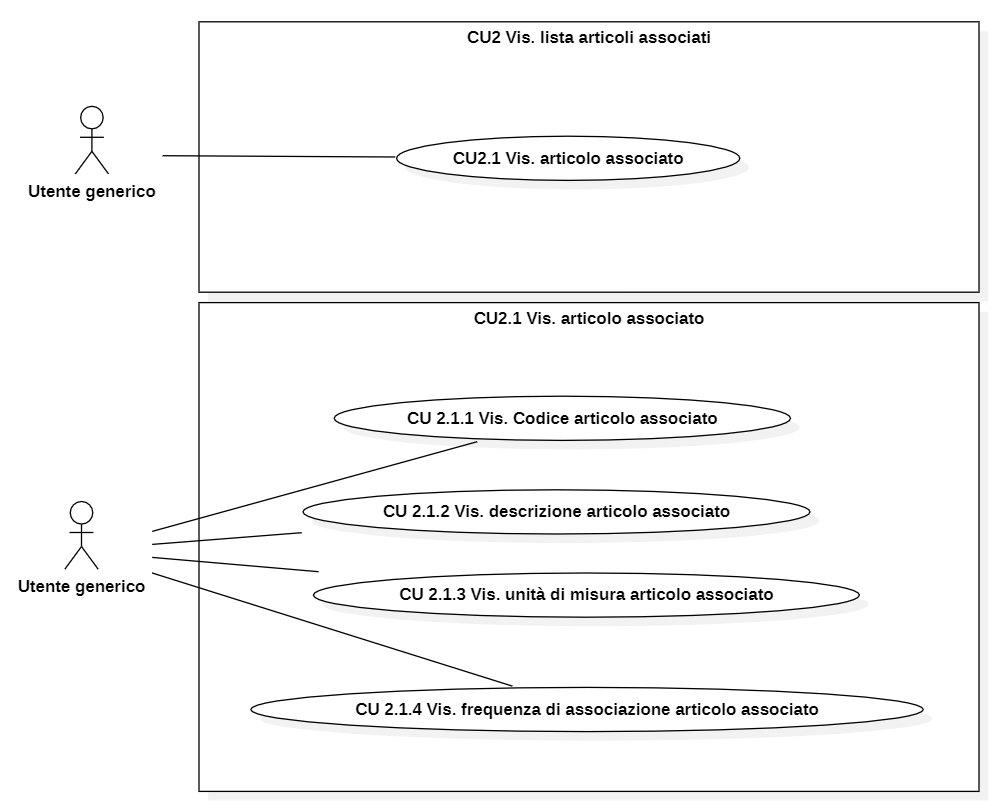 CU2 Vis. lista articoli associati
CU2.1 Vis. articolo associato
Utente generico
CU2.1 Vis. articolo associato
CU 2.1.1 Vis. Codice articolo associato
CU 2.1.2 Vis. descrizione articolo associato
Utente generico
CU 2.1.3 Vis. unità di misura articolo associato
CU 2.1.4 Vis. frequenza di associazione articolo associato